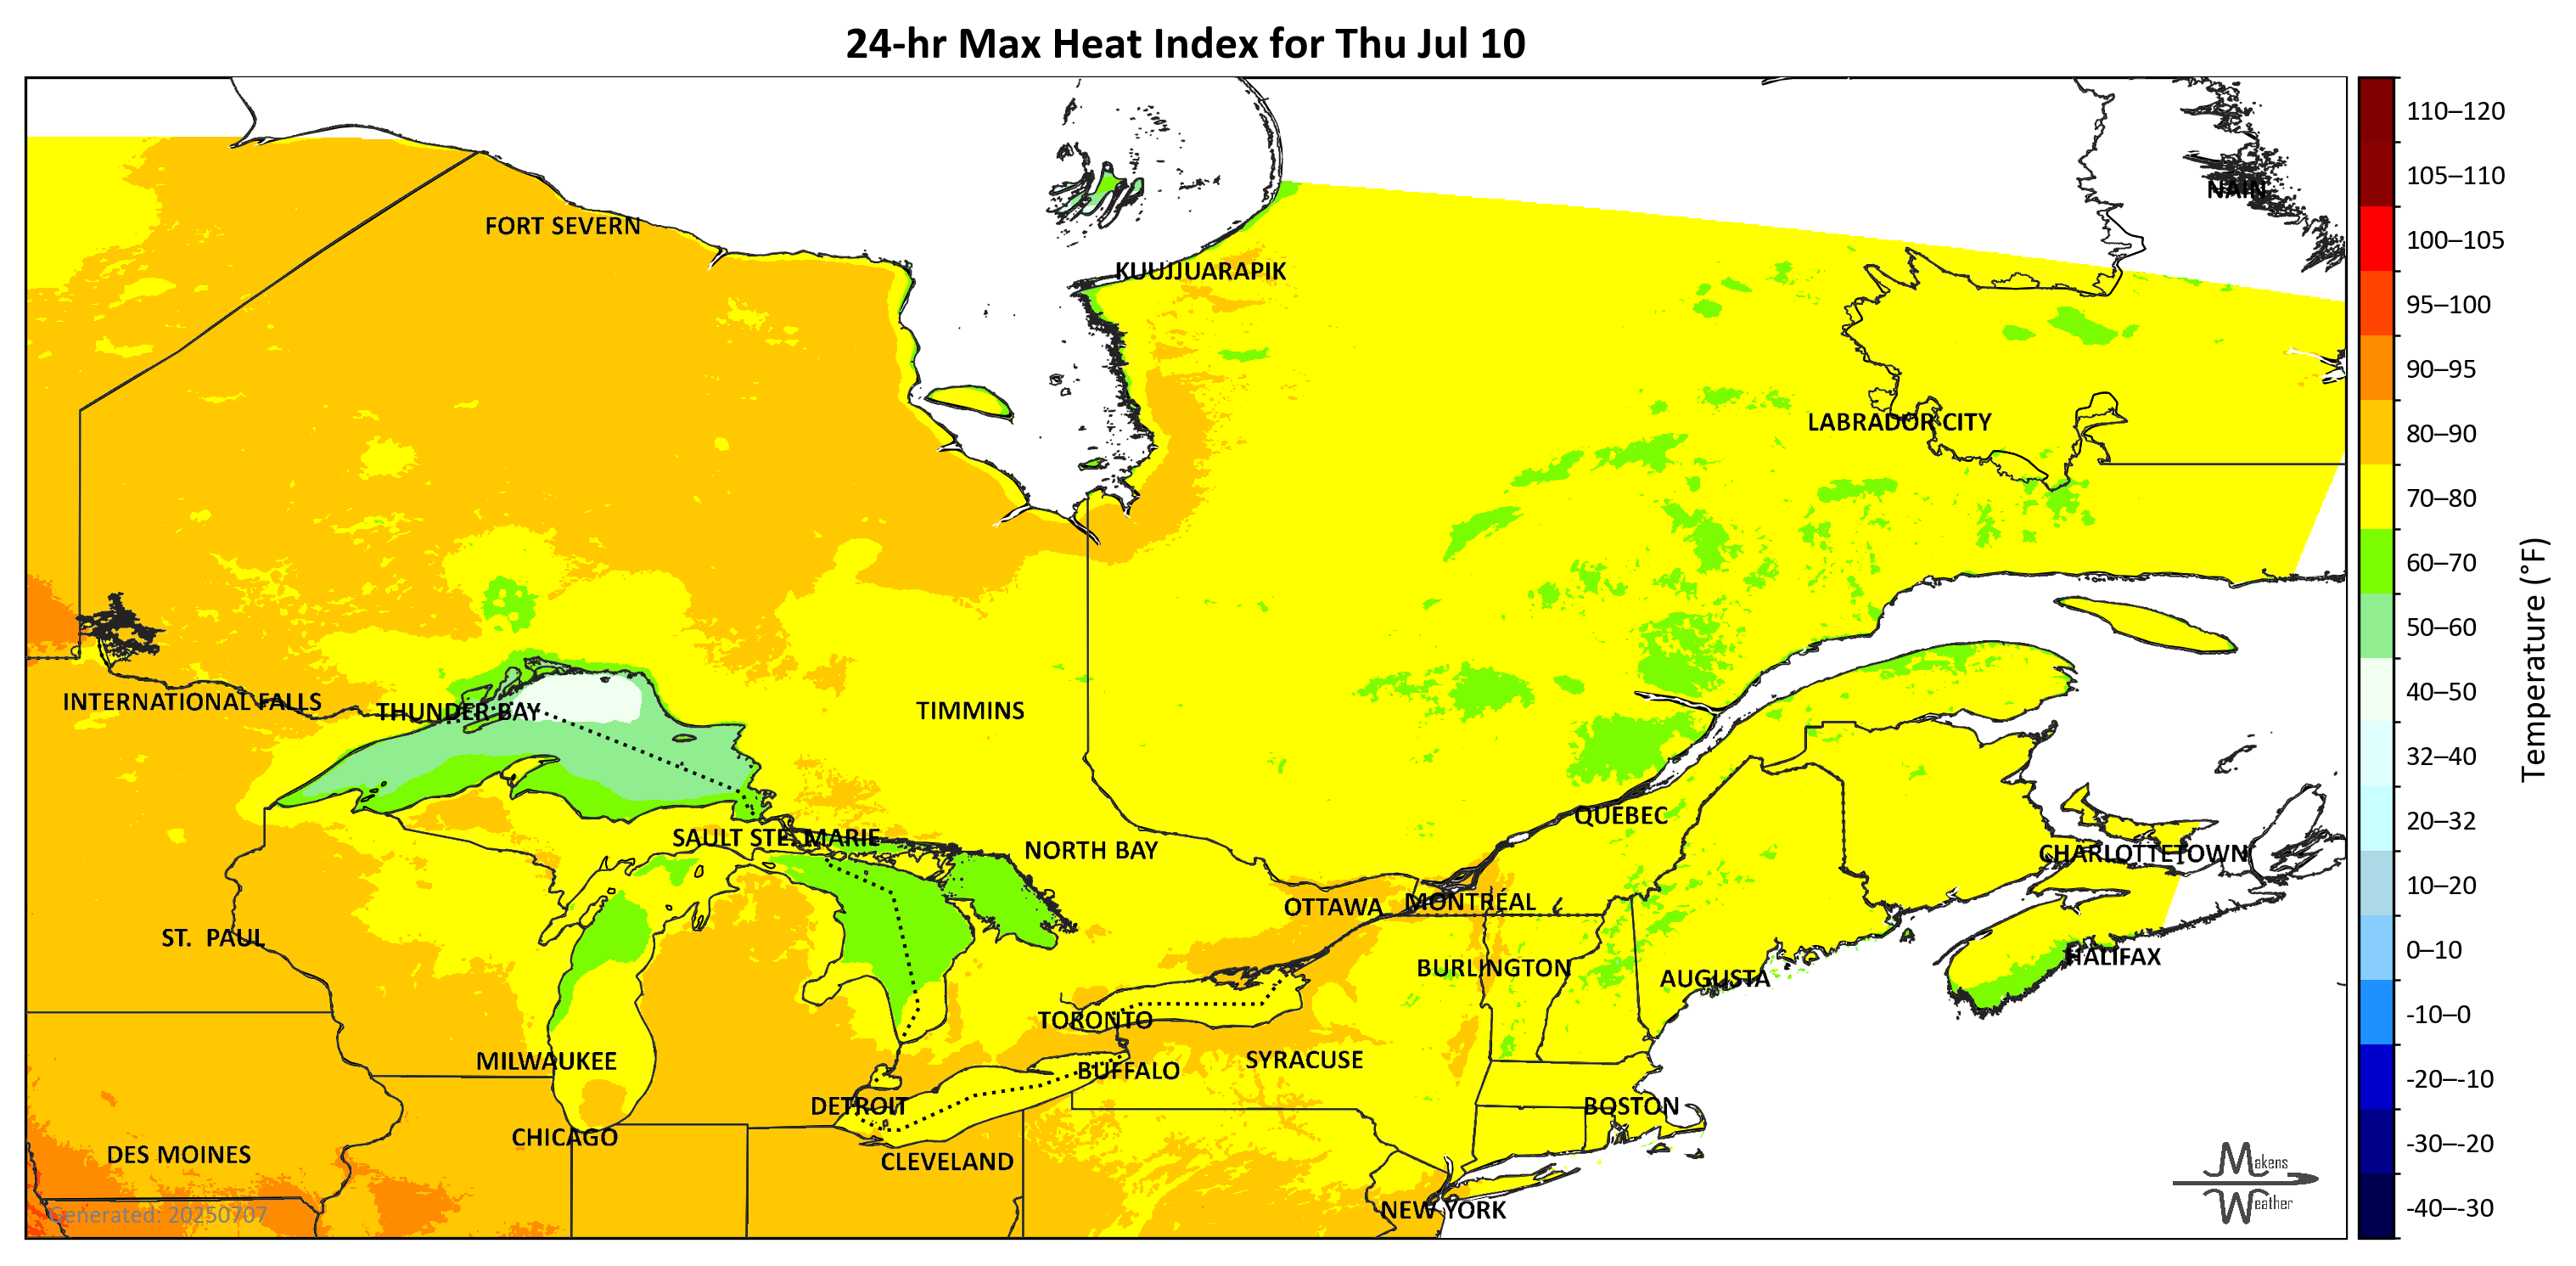 24-hr Max Heat Index for Thu Jul 10
110–120
105–110
NAIN
FORT SEVERN
100–105
KUUJJUARAPIK
95–100
90–95
LABRADOR CITY
80–90
70–80
60–70
50–60
40–50
INTERNATIONAL FALLS
THUNDER BAY
TIMMINS
Temperature (°F)
32–40
QUÉBEC
20–32
SAULT STE. MARIE
NORTH BAY
CHARLOTTETOWN
10–20
OTTAWA
MONTRÉAL
ST. PAUL
0–10
HALIFAX
BURLINGTON
AUGUSTA
-10–0
TORONTO
MILWAUKEE
SYRACUSE
BUFFALO
-20–-10
DETROIT
BOSTON
CHICAGO
-30–-20
DES MOINES
CLEVELAND
Makens
Weather
-40–-30
NEW YORK
Generated: 20250707